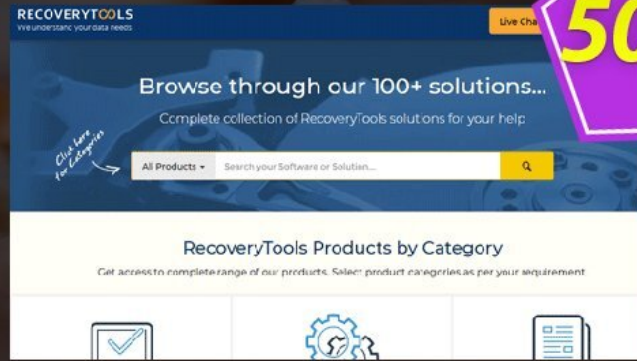 RECOVERYTOOLS
We understand your data needs
Live Cha
50
Browse through our 100+ solutions...
Complete collection of RecoveryTools solutions for your help
Click here
for Categories
All Products
Search your Software or Solution....
RecoveryTools Products by Category
Get access to complete range of our products. Select product categories as per your requirement